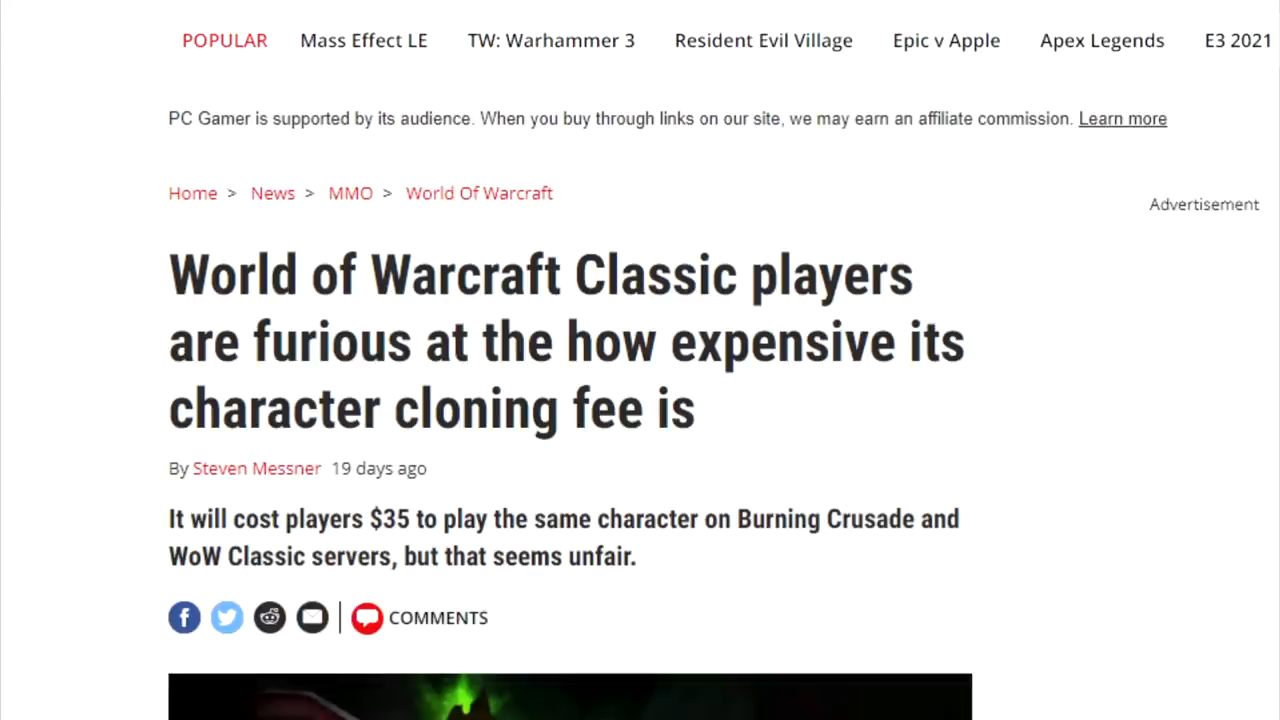 POPULAR Mass Effect LE TW: Warhammer 3 Resident Evil Village Epic v Apple Apex Legends E3 2021
PC Gamer is supported by its audience. When you buy through links on our site, we may earn an affiliate commission. Learn more
Home > News > MMO > World Of Warcraft
Advertisement
World of Warcraft Classic players
are furious at the how expensive its
character cloning fee is
By Steven Messner 19 days ago
It will cost players $35 to play the same character on Burning Crusade and
WoW Classic servers, but that seems unfair.
COMMENTS